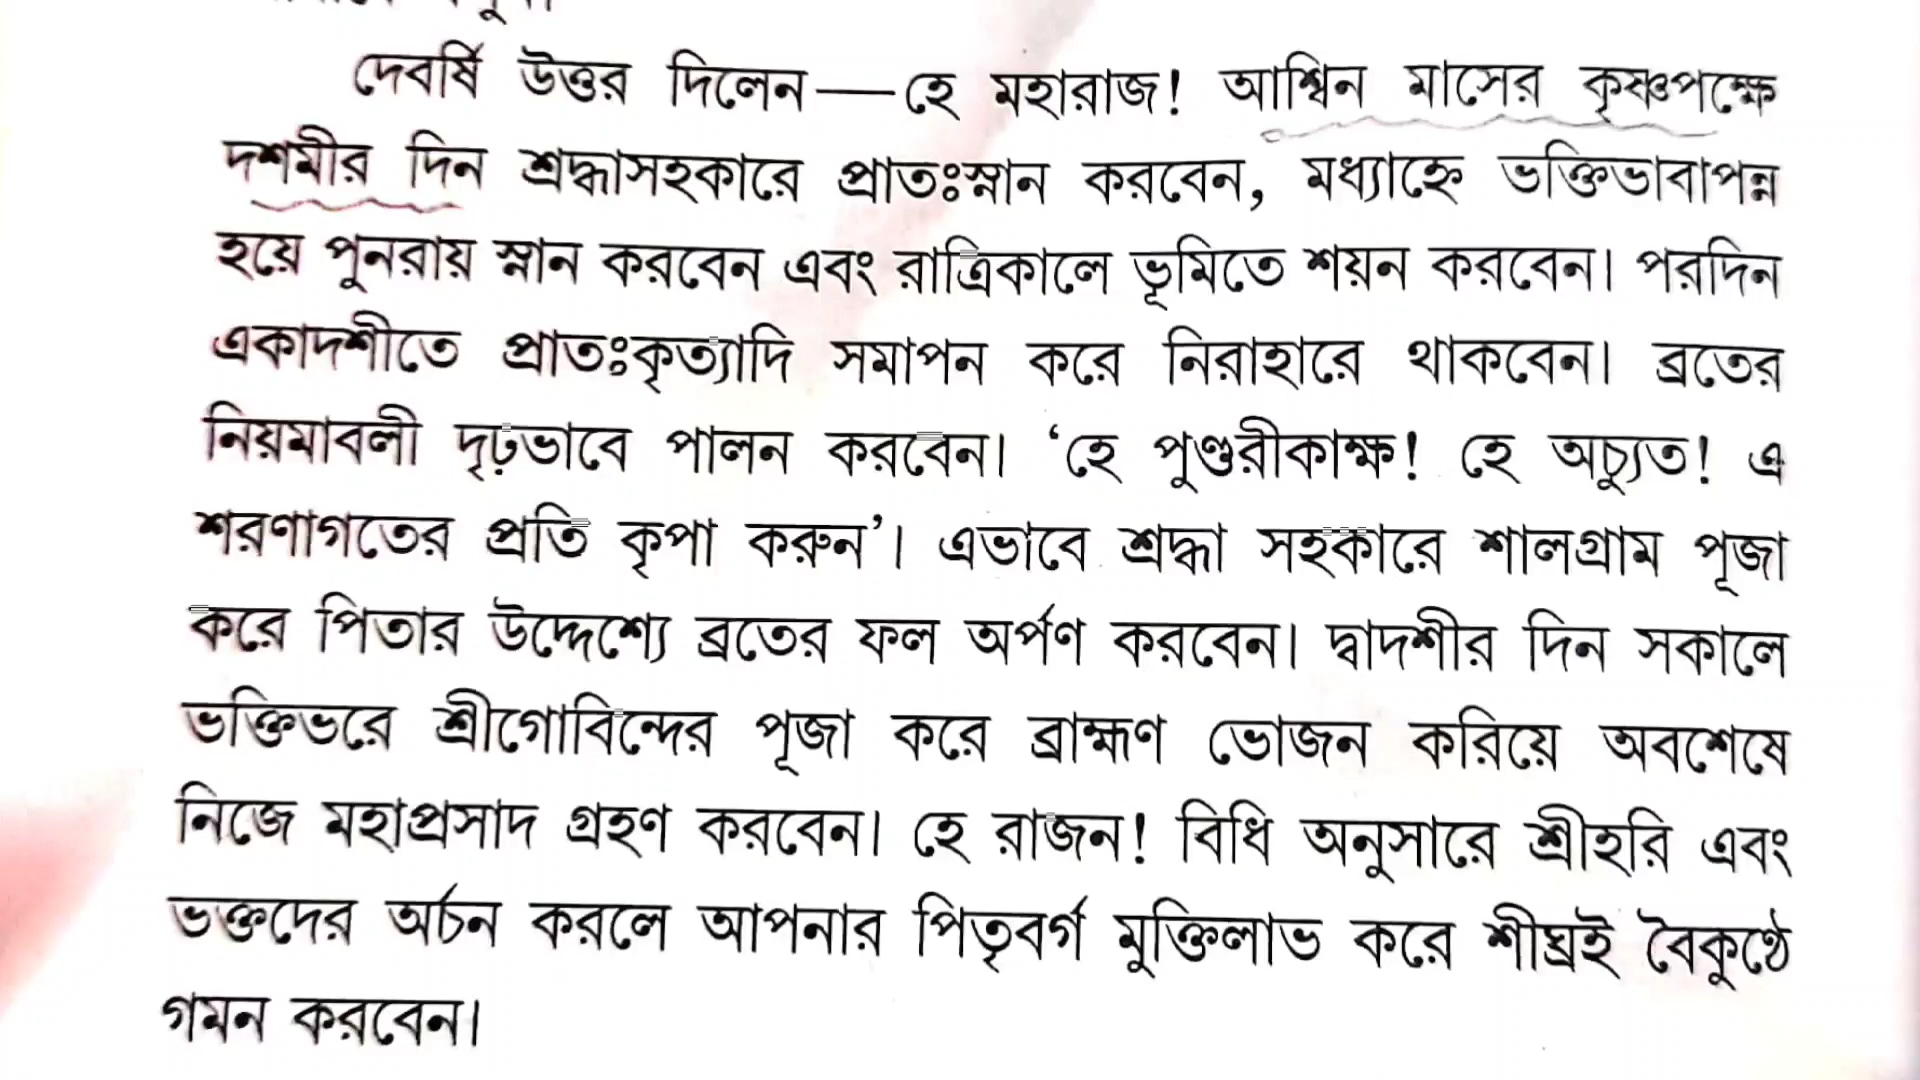 দেবর্ষি উত্তর দিলেন—হে মহারাজ! আশ্বিন মাসের কৃষ্ণপক্ষে
দশমীর দিন শ্রদ্ধাসহকারে প্রাতঃস্নান করবেন, মধ্যাহ্নে ভক্তিভাবাপন্ন
হয়ে পুনরায় স্নান করবেন এবং রাত্রিকালে ভূমিতে শয়ন করবেন। পরদিন
একাদশীতে প্রাতঃকৃত্যাদি সমাপন করে নিরাহারে থাকবেন। ব্রতের
নিয়মাবলী দৃঢ়ভাবে পালন করবেন। ‘হে পুণ্ডরীকাক্ষ! হে অচ্যুত! এ
শরণাগতের প্রতি কৃপা করুন’। এভাবে শ্রদ্ধা সহকারে শালগ্রাম পূজা
করে পিতার উদ্দেশ্যে ব্রতের ফল অর্পণ করবেন। দ্বাদশীর দিন সকালে
ভক্তিভরে শ্রীগোবিন্দের পূজা করে ব্রাহ্মণ ভোজন করিয়ে অবশেষে
নিজে মহাপ্রসাদ গ্রহণ করবেন। হে রাজন! বিধি অনুসারে শ্রীহরি এবং
ভক্তদের অর্চন করলে আপনার পিতৃবর্গ মুক্তিলাভ করে শীঘ্রই বৈকুণ্ঠে
গমন করবেন।